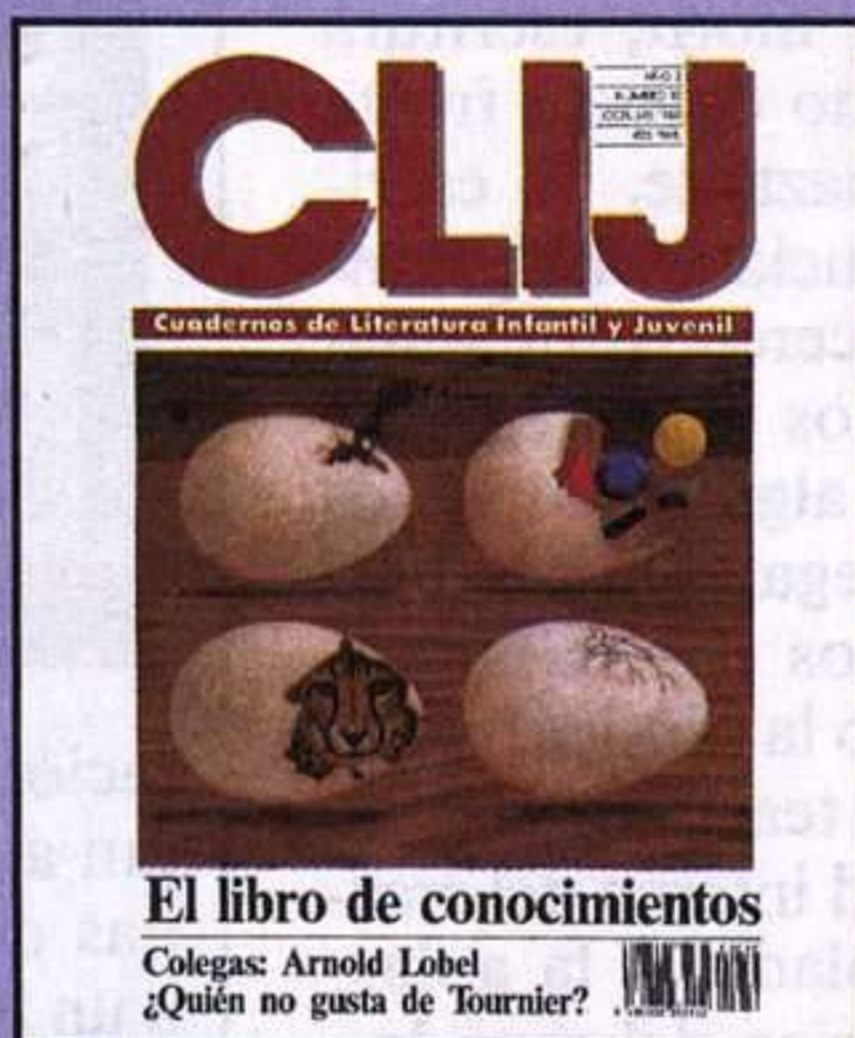 CLIJ
Cuadernos de Literatura Infantil y Juvenil
El libro de conocimientos
Colegas: Arnold Lobel
¿Quién no gusta de Tournier?